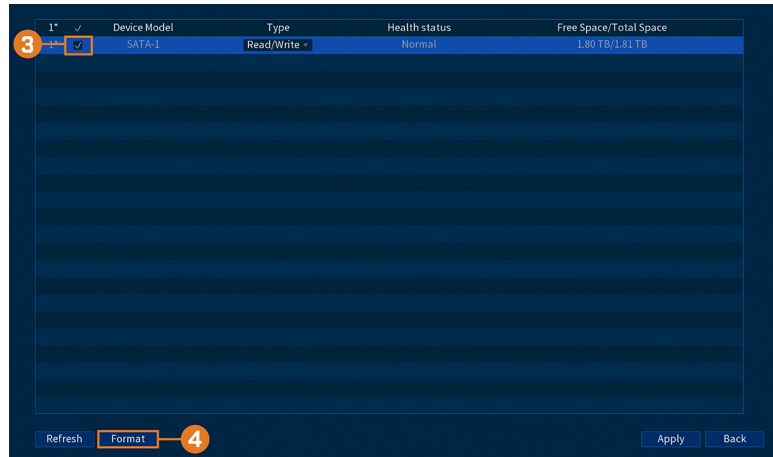 1* ✓ Device Model Type Health status Free Space/Total Space
3 1* ✓ SATA-1 Read/Write Normal 1.80 TB/1.81 TB
Refresh Format 4 Apply Back